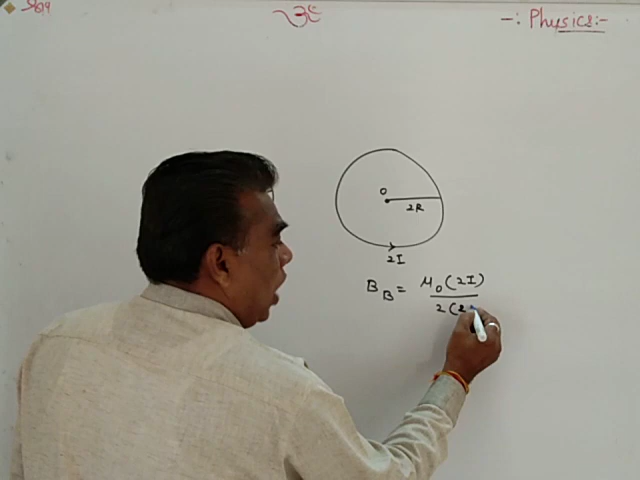 ૐ
-: Physics:-
O
2R
2I
B_B = μ₀(2I)
2(2